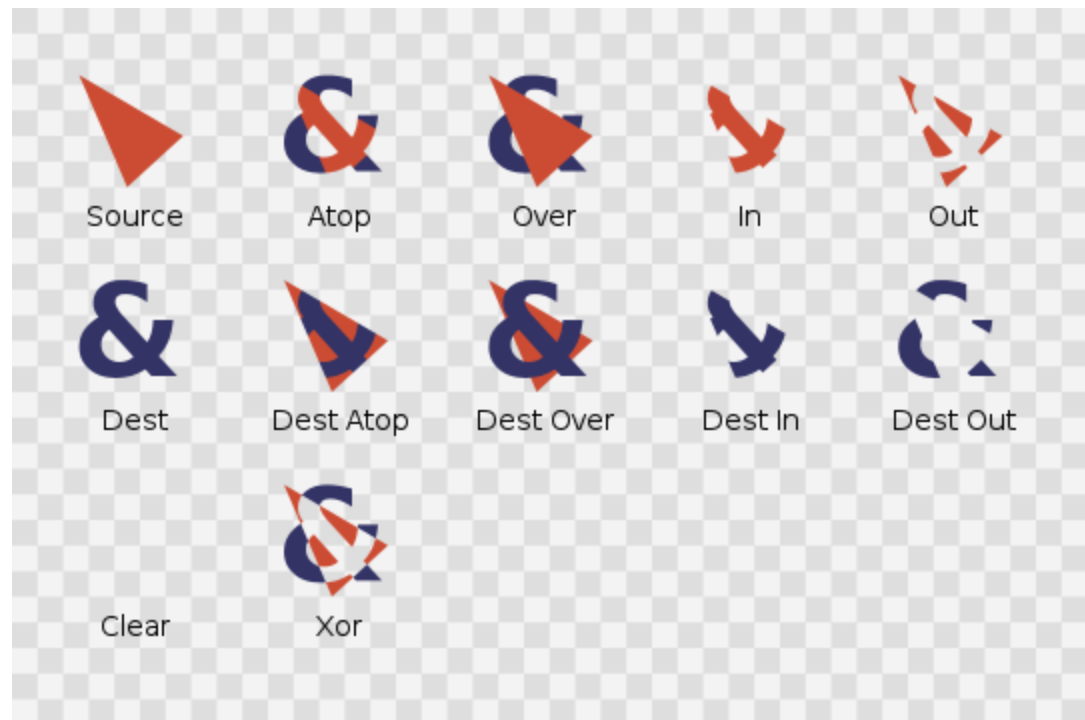 & & &
Source Atop Over In Out
& & &
Dest Dest Atop Dest Over Dest In Dest Out
&
Clear Xor